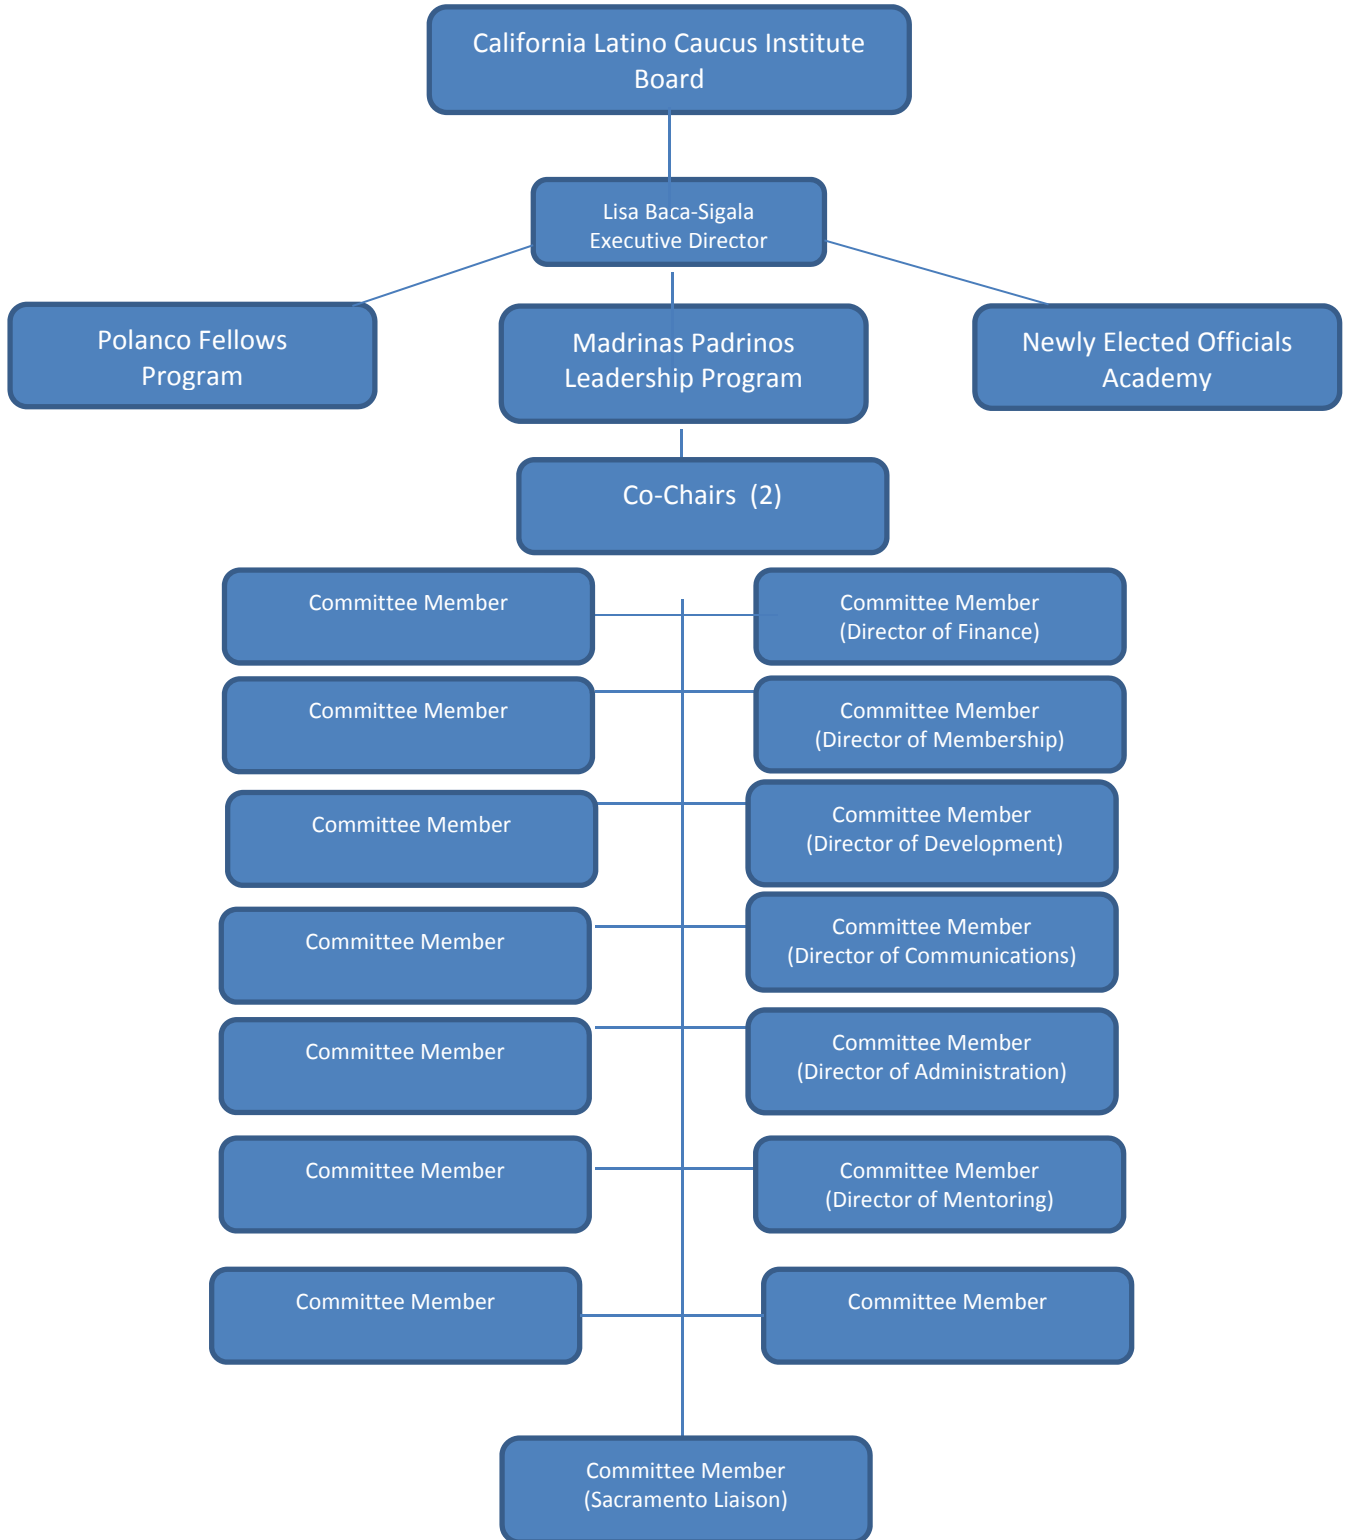 California Latino Caucus Institute
Board
Lisa Baca-Sigala
Executive Director
Polanco Fellows
Program
Madrinas Padrinos
Leadership Program
Newly Elected Officials
Academy
Co-Chairs (2)
Committee Member
Committee Member
(Director of Finance)
Committee Member
Committee Member
(Director of Membership)
Committee Member
Committee Member
(Director of Development)
Committee Member
Committee Member
(Director of Communications)
Committee Member
Committee Member
(Director of Administration)
Committee Member
Committee Member
(Director of Mentoring)
Committee Member
Committee Member
Committee Member
(Sacramento Liaison)